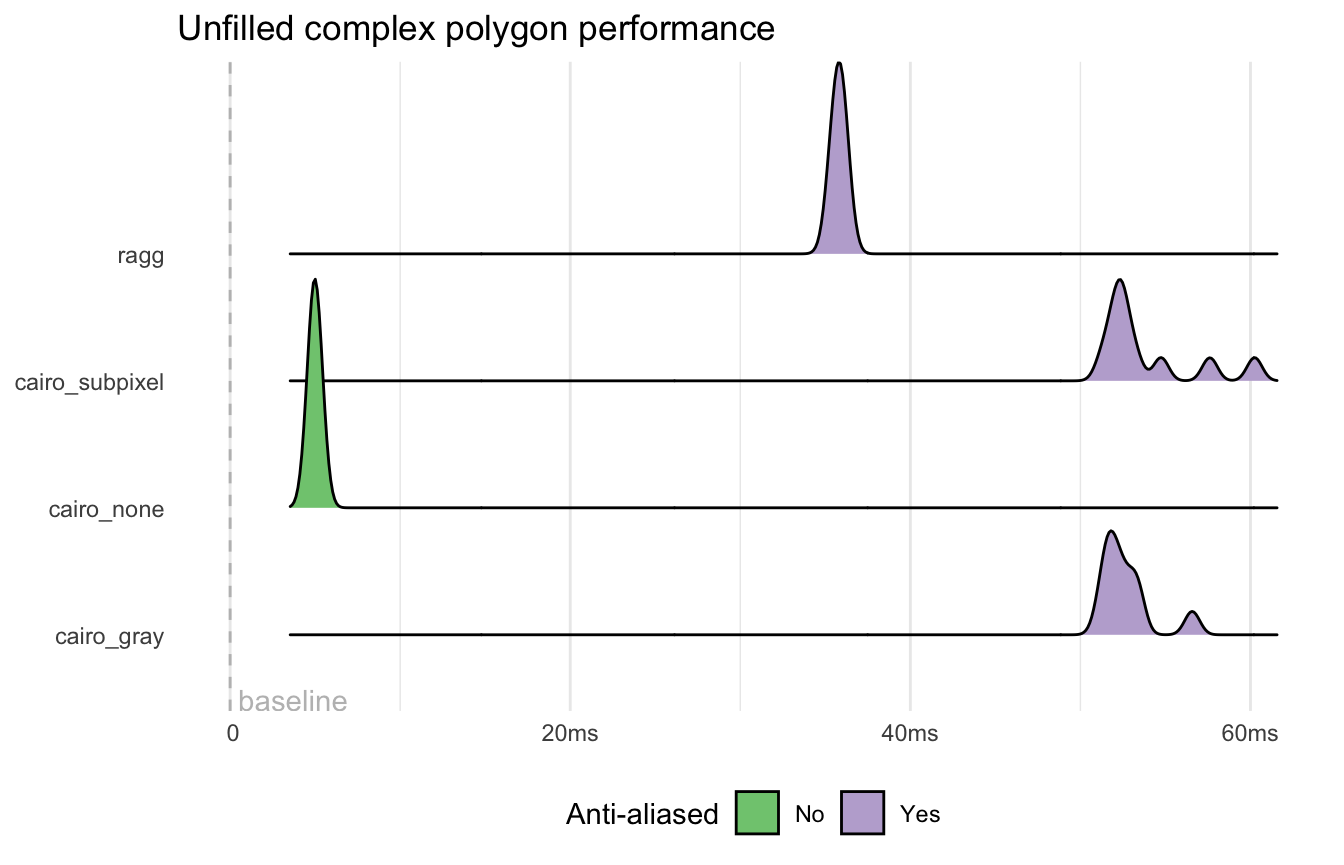 Unfilled complex polygon performance
ragg
cairo_subpixel
cairo_none
cairo_gray
baseline
0 20ms 40ms 60ms
Anti-aliased No Yes